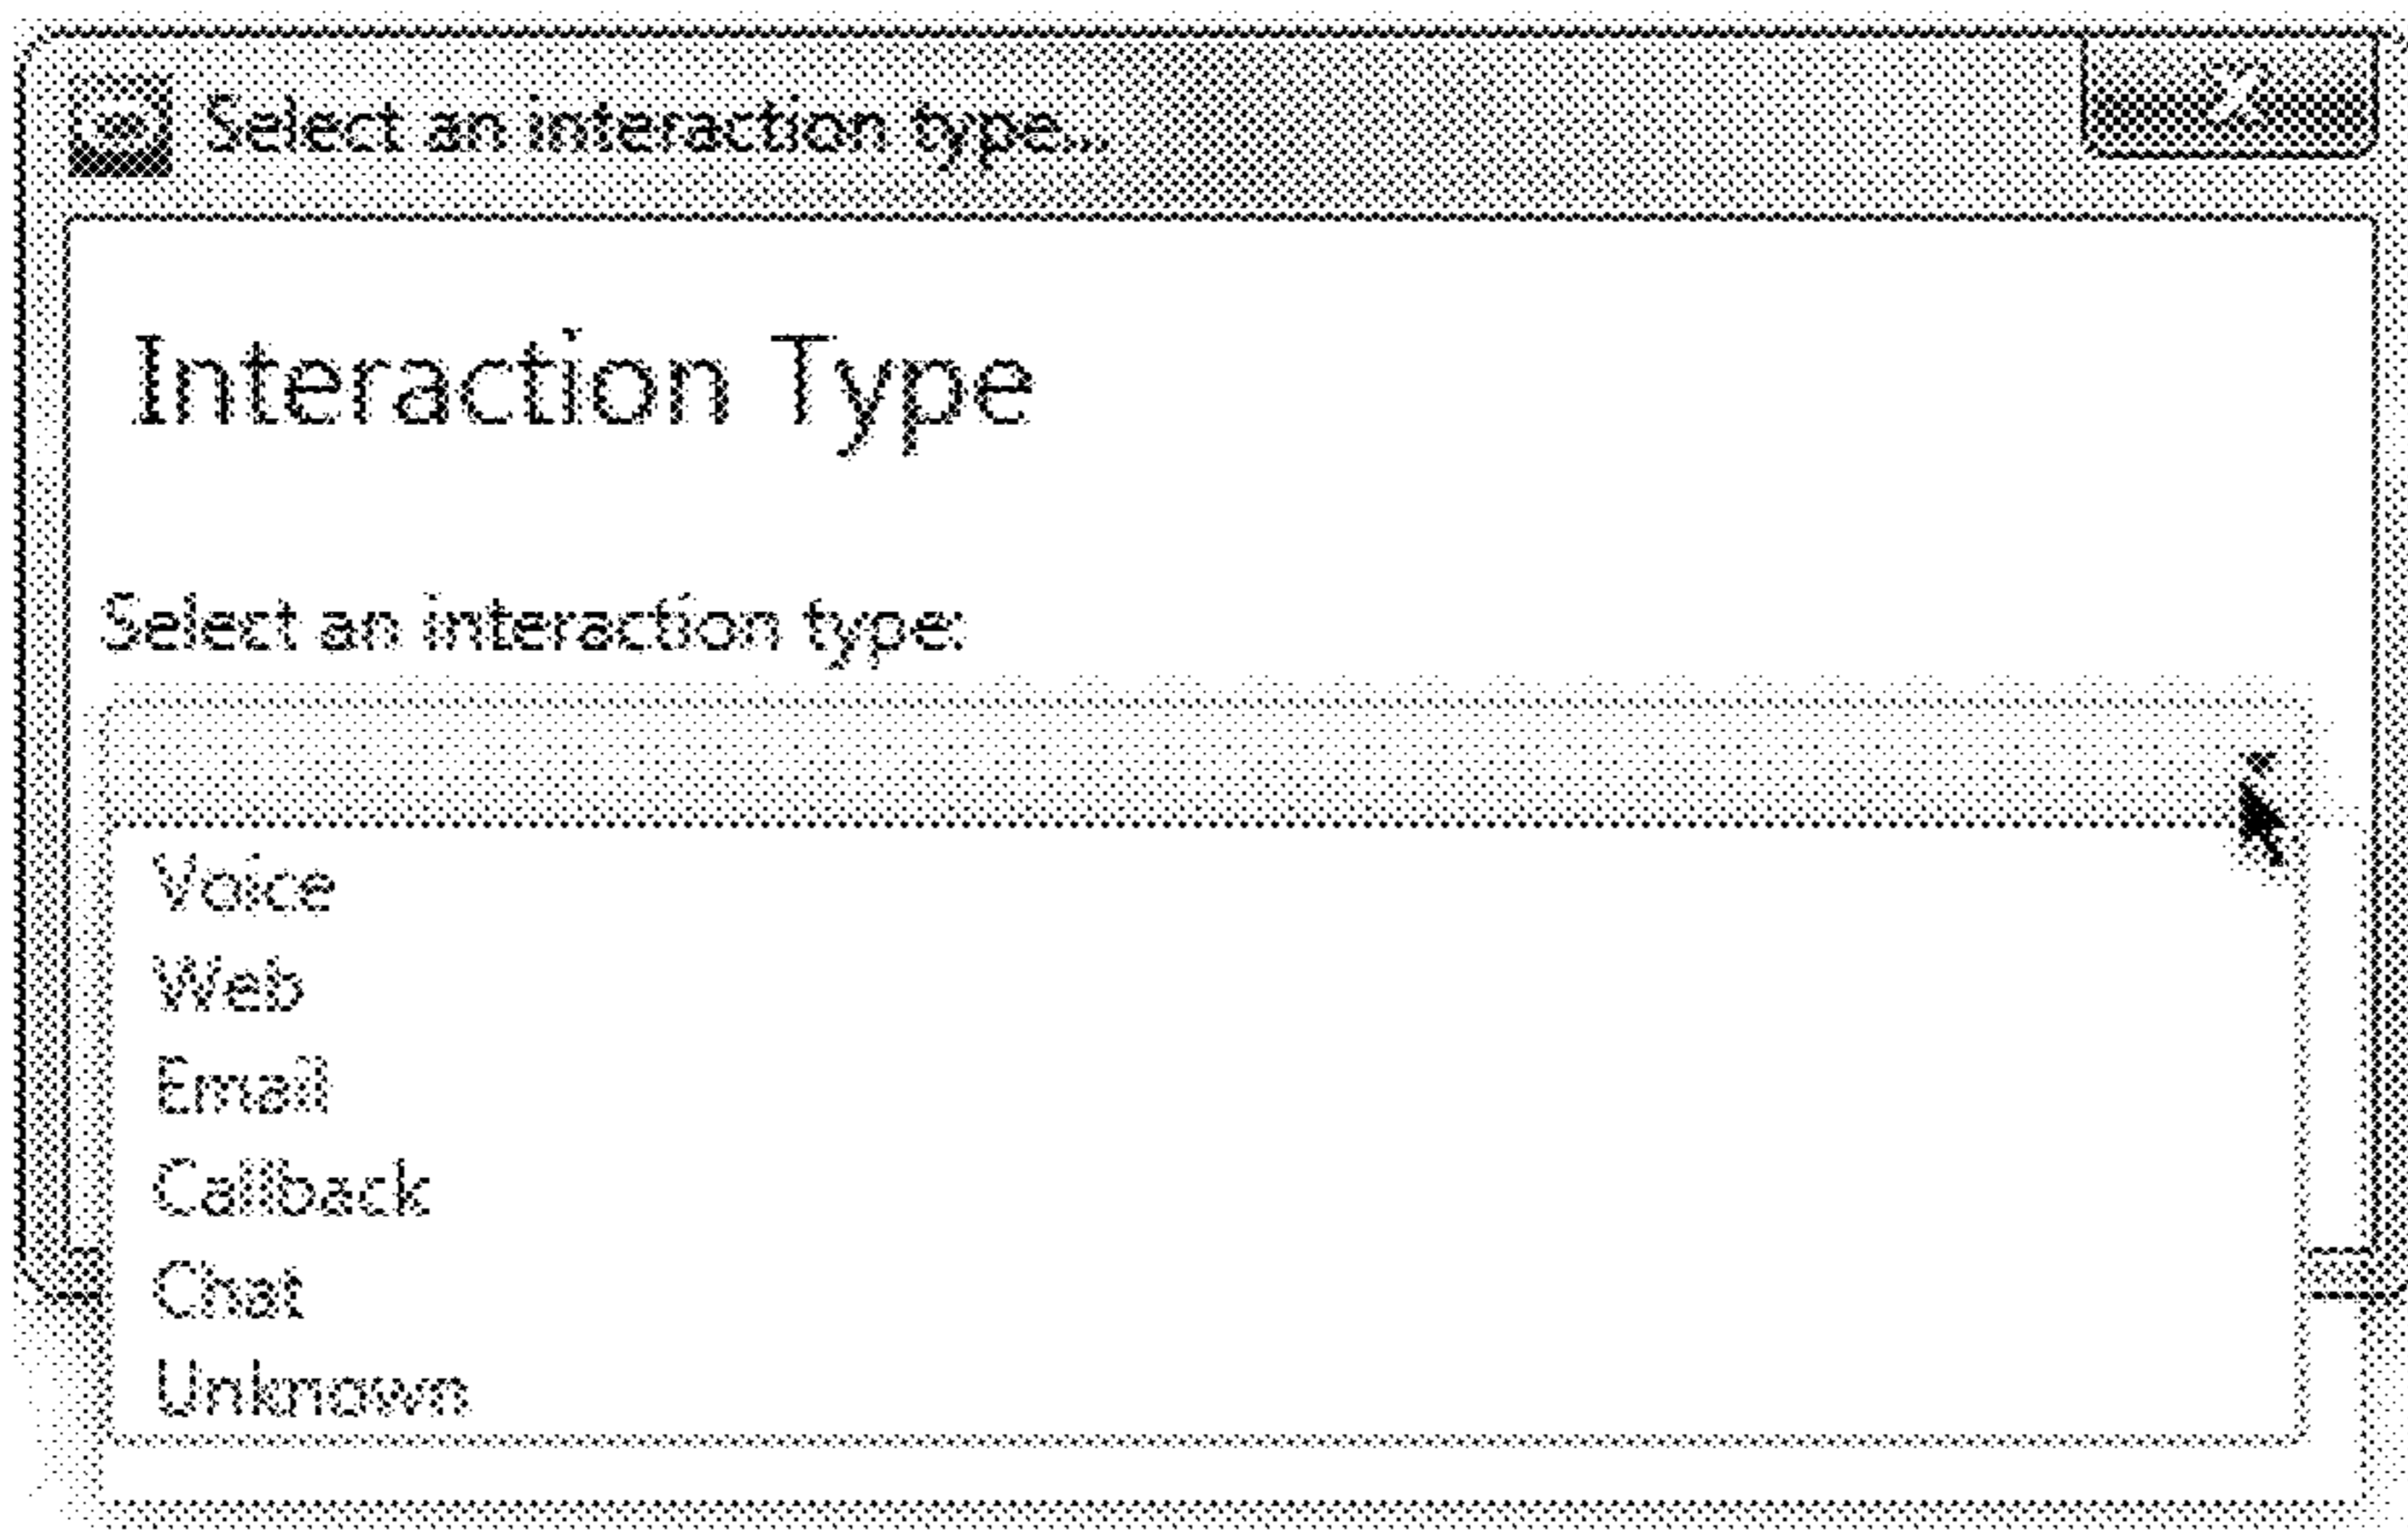 Select an interaction type...
Interaction Type
Select an interaction type:
Voice
Web
Email
Callback
Chat
Unknown